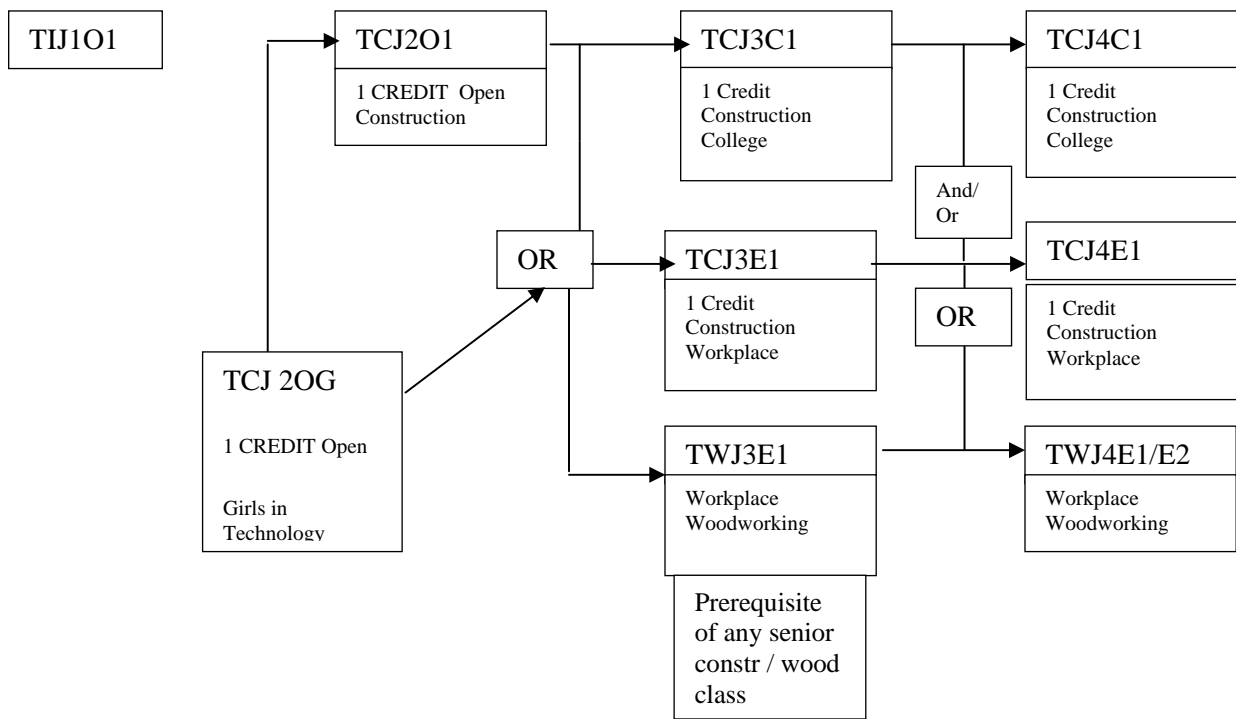 TIJ1O1
TCJ2O1
1 CREDIT Open
Construction
TCJ3C1
1 Credit
Construction
College
TCJ4C1
1 Credit
Construction
College
And/
Or
OR
TCJ3E1
1 Credit
Construction
Workplace
TCJ4E1
1 Credit
Construction
Workplace
OR
TCJ 2OG
1 CREDIT Open
Girls in
Technology
TWJ3E1
Workplace
Woodworking
TWJ4E1/E2
Workplace
Woodworking
Prerequisite
of any senior
constr / wood
class